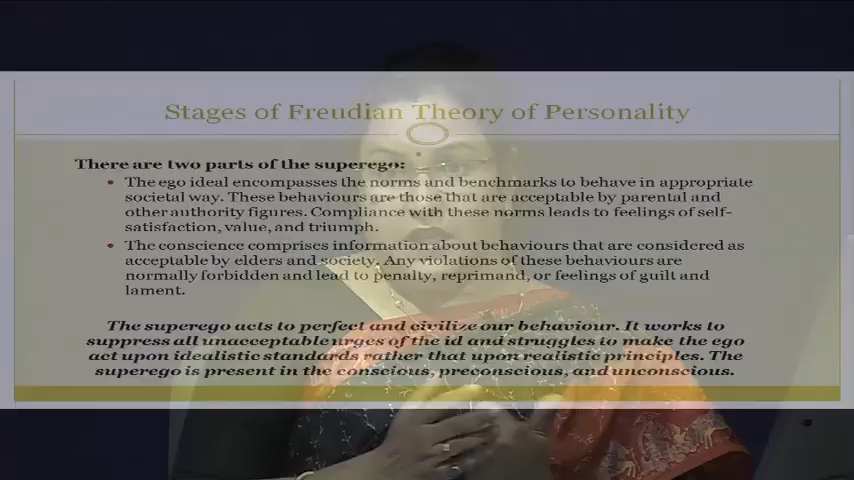 Stages of Freudian Theory of Personality
There are two parts of the superego:
• The ego ideal encompasses the norms and benchmarks to behave in appropriate
societal way. These behaviours are those that are acceptable by parental and
other authority figures. Compliance with these norms leads to feelings of self-
satisfaction, value, and triumph.
• The conscience comprises information about behaviours that are considered as
acceptable by elders and society. Any violations of these behaviours are
normally forbidden and lead to penalty, reprimand, or feelings of guilt and
lament.
The superego acts to perfect and civilize our behaviour. It works to
suppress all unacceptable urges of the id and struggles to make the ego
act upon idealistic standards rather that upon realistic principles. The
superego is present in the conscious, preconscious, and unconscious.